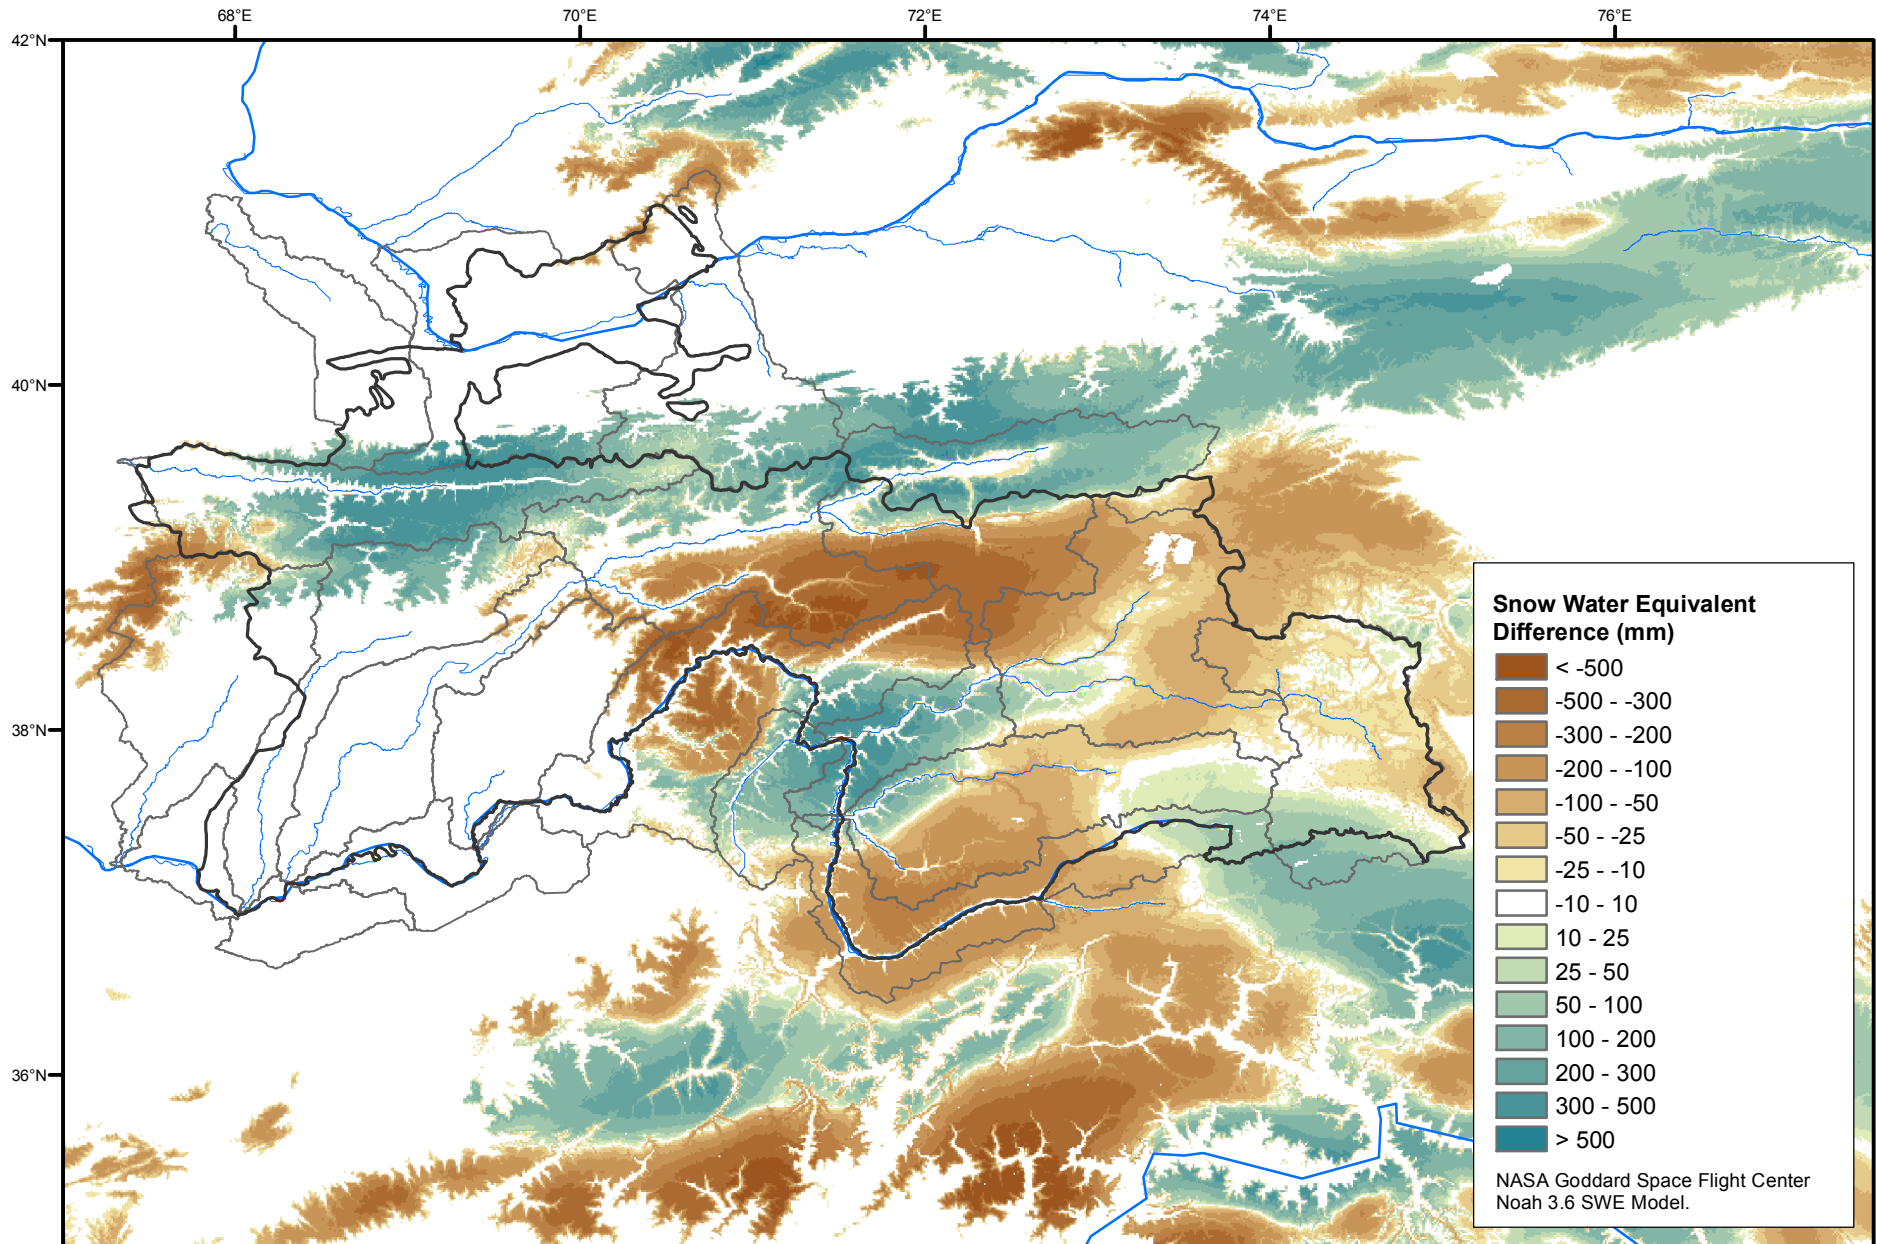 68°E
70°E
72°E
74°E
76°E
42°N
40°N
38°N
36°N
Snow Water Equivalent
Difference (mm)
< -500
-500 - -300
-300 - -200
-200 - -100
-100 - -50
-50 - -25
-25 - -10
-10 - 10
10 - 25
25 - 50
50 - 100
100 - 200
200 - 300
300 - 500
> 500
NASA Goddard Space Flight Center
Noah 3.6 SWE Model.